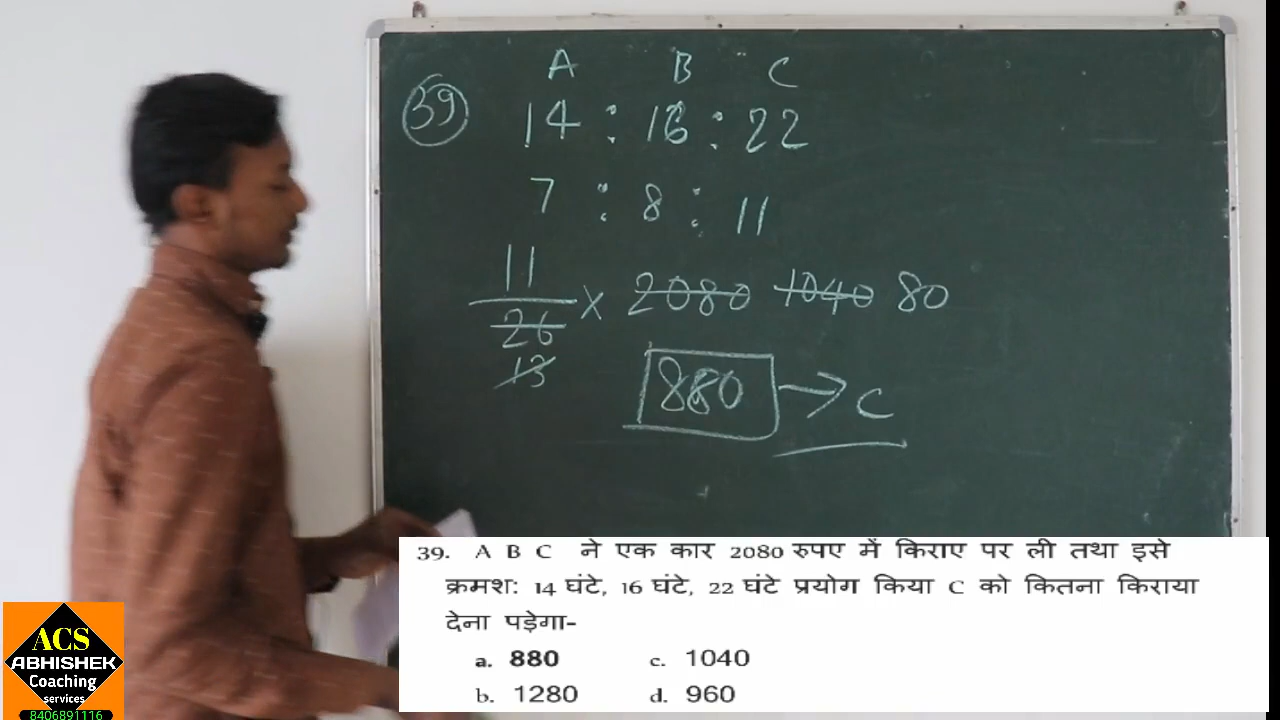 A B C
39 14 : 16 : 22
7 : 8 : 11
11
26 × 2080 1040 80
13
880 → C
39. A B C ने एक कार 2080 रुपए में किराए पर ली तथा इसे
क्रमश: 14 घंटे, 16 घंटे, 22 घंटे प्रयोग किया C को कितना किराया
देना पड़ेगा-
a. 880 c. 1040
b. 1280 d. 960
ACS
ABHISHEK
Coaching
services
8406891116